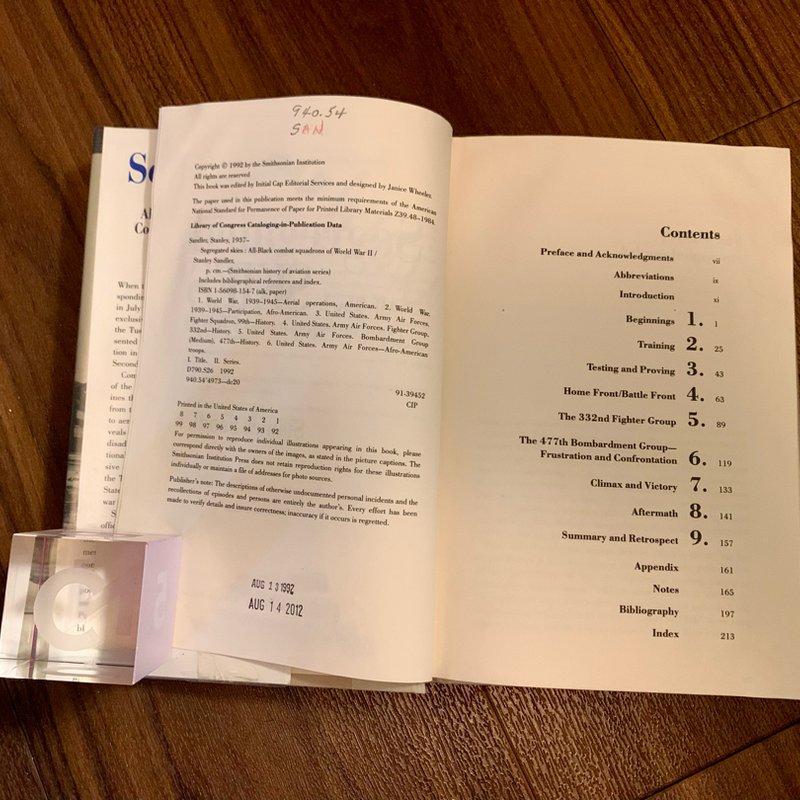 940.54
SAN
Copyright © 1992 by the Smithsonian Institution
All rights are reserved
This book was edited by Initial Cap Editorial Services and designed by Janice Wheeler.
The paper used in this publication meets the minimum requirements of the American
National Standard for Permanence of Paper for Printed Library Materials Z39.48-1984.
Library of Congress Cataloging-in-Publication Data
Sandler, Stanley, 1937–
Segregated skies : All-Black combat squadrons of World War II /
Stanley Sandler.
p. cm.—(Smithsonian history of aviation series)
Includes bibliographical references and index.
ISBN 1-56098-154-7 (alk, paper)
1. World War, 1939–1945—Aerial operations, American. 2. World War,
1939–1945—Participation, Afro-American. 3. United States. Army Air Forces.
Fighter Squadron, 99th—History. 4. United States. Army Air Forces. Fighter Group,
332nd—History. 5. United States. Army Air Forces. Bombardment Group
(Medium), 477th—History. 6. United States. Army Air Forces—Afro-American
troops.
I. Title. II. Series.
D790.S26 1992
940.54'4973—dc20
91-39452
CIP
Printed in the United States of America
8 7 6 5 4 3 2 1
99 98 97 96 95 94 93 92
For permission to reproduce individual illustrations appearing in this book, please
correspond directly with the owners of the images, as stated in the picture captions. The
Smithsonian Institution Press does not retain reproduction rights for these illustrations
individually or maintain a file of addresses for photo sources.
Publisher's note: The descriptions of otherwise undocumented personal incidents and the
recollections of episodes and persons are entirely the author's. Every effort has been
made to verify details and insure correctness; inaccuracy if it occurs is regretted.
AUG 13 1992
AUG 14 2012
Contents
Preface and Acknowledgments vii
Abbreviations ix
Introduction xi
Beginnings 1. 1
Training 2. 25
Testing and Proving 3. 43
Home Front/Battle Front 4. 63
The 332nd Fighter Group 5. 89
The 477th Bombardment Group—
Frustration and Confrontation 6. 119
Climax and Victory 7. 133
Aftermath 8. 141
Summary and Retrospect 9. 157
Appendix 161
Notes 165
Bibliography 197
Index 213